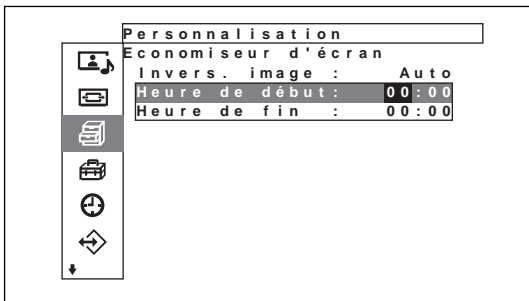 Personnalisation
Economiseur d'écran
Invers. image : Auto
Heure de début: 00:00
Heure de fin : 00:00